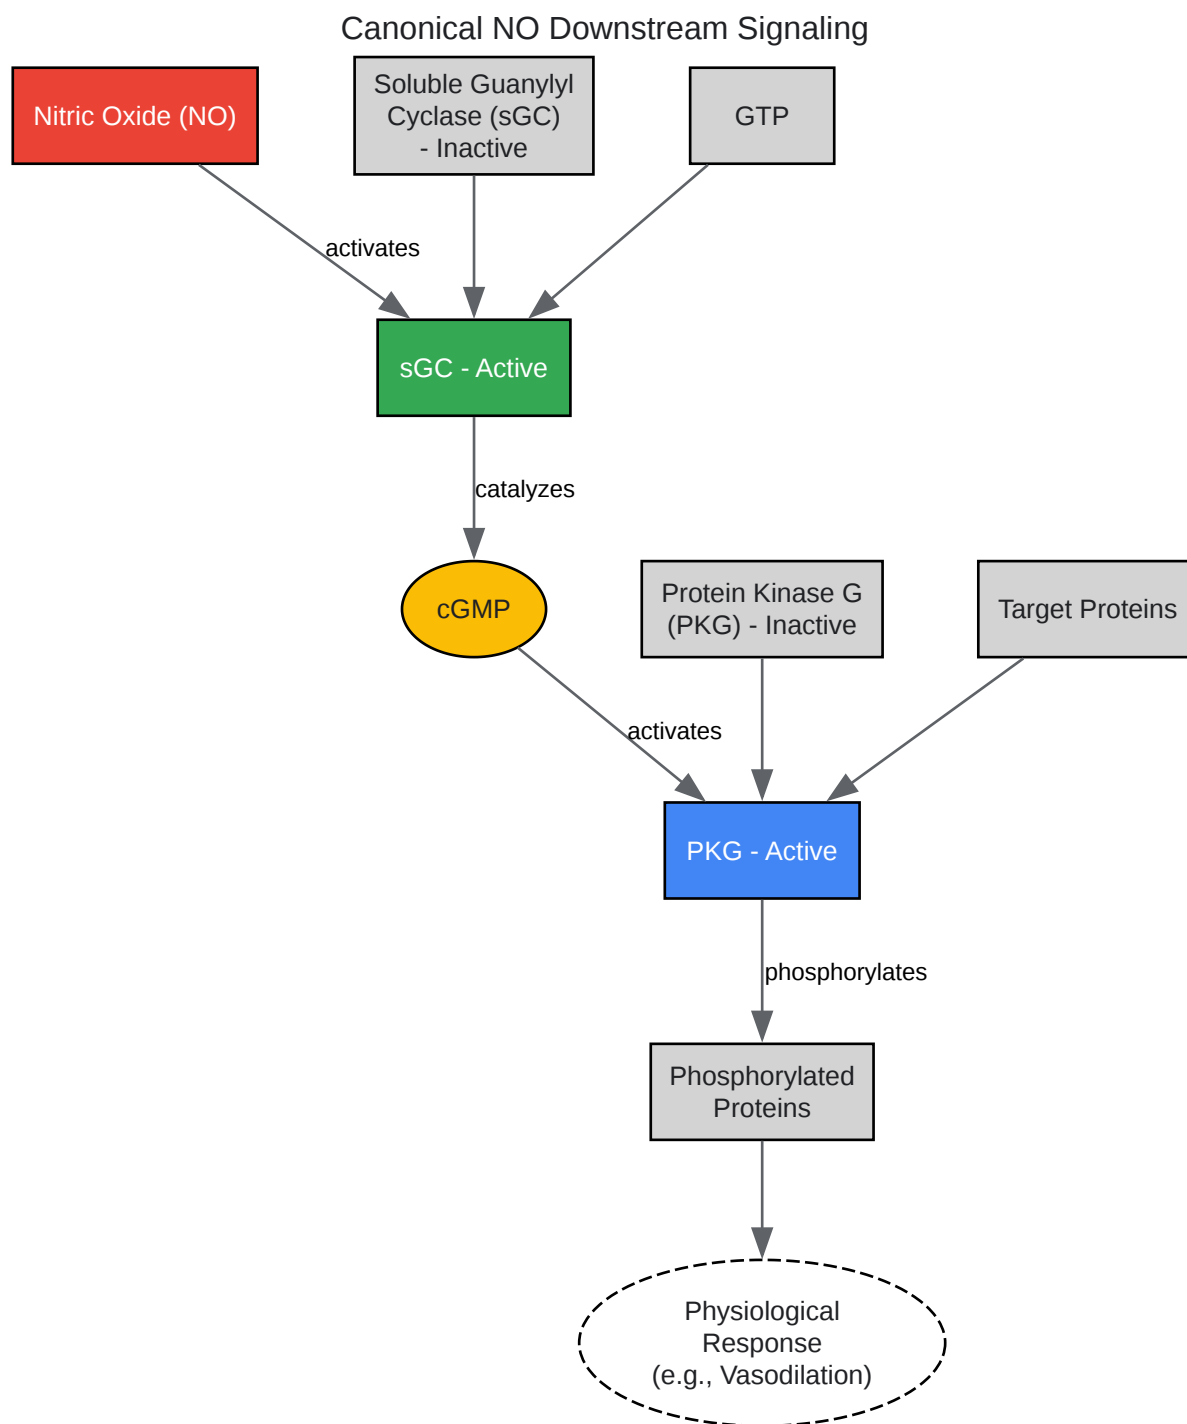 Canonical NO Downstream Signaling
Nitric Oxide (NO)
Soluble Guanylyl
Cyclase (sGC)
- Inactive
GTP
activates
sGC - Active
catalyzes
cGMP
Protein Kinase G
(PKG) - Inactive
Target Proteins
activates
PKG - Active
phosphorylates
Phosphorylated
Proteins
Physiological
Response
(e.g., Vasodilation)